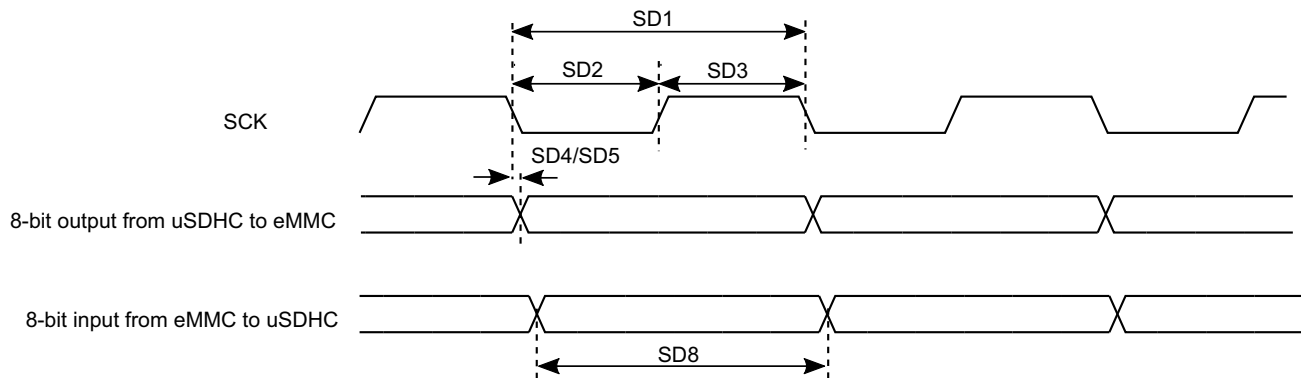 SD1
SD2
SD3
SCK
SD4/SD5
8-bit output from uSDHC to eMMC
8-bit input from eMMC to uSDHC
SD8